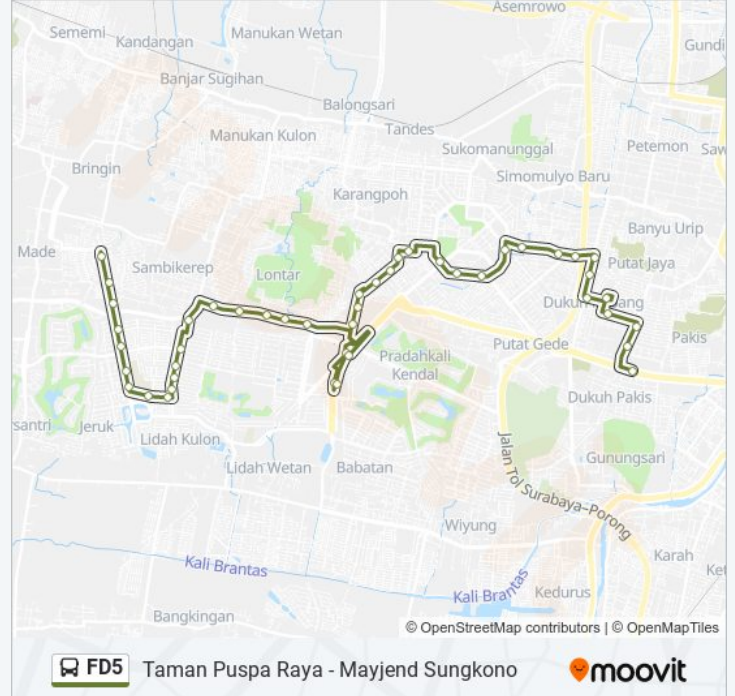 Asemrowo
Sememi
Manukan Wetan
Kandangan
Gundi
Banjar Sugihan
Balongsari
Tandes
Manukan Kulon
Sukomanunggal
Petemon
Saw
Bringin
Simomulyo Baru
Karangpoh
Banyu Urip
Made
Sambikerep
Lontar
Putat Jaya
Pakis
Putat Gede
Pradahkali
Kendal
Dukuh Pakis
Jeruk
Lidah Kulon
Gunungsari
Lidah Wetan
Babatan
Jalan Tol Surabaya–Porong
Wiyung
Karah
Kali Brantas
Ket
Kali Brantas
Kedurus
Bangkingan
© OpenStreetMap contributors | © OpenMapTiles
FD5
Taman Puspa Raya - Mayjend Sungkono
moovit